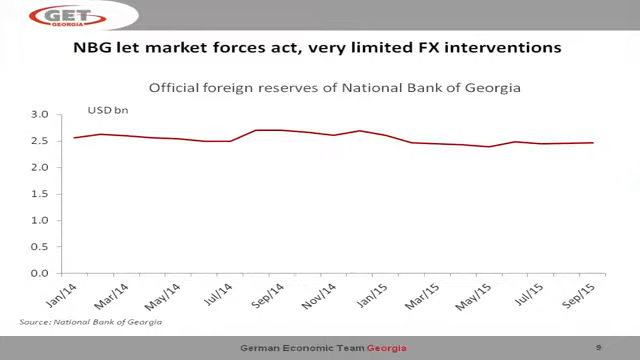 GET
GEORGIA
NBG let market forces act, very limited FX interventions
Official foreign reserves of National Bank of Georgia
USD bn
3.0
2.5
2.0
1.5
1.0
0.5
0.0
Jan/14 Mar/14 May/14 Jul/14 Sep/14 Nov/14 Jan/15 Mar/15 May/15 Jul/15 Sep/15
Source: National Bank of Georgia
German Economic Team Georgia
9